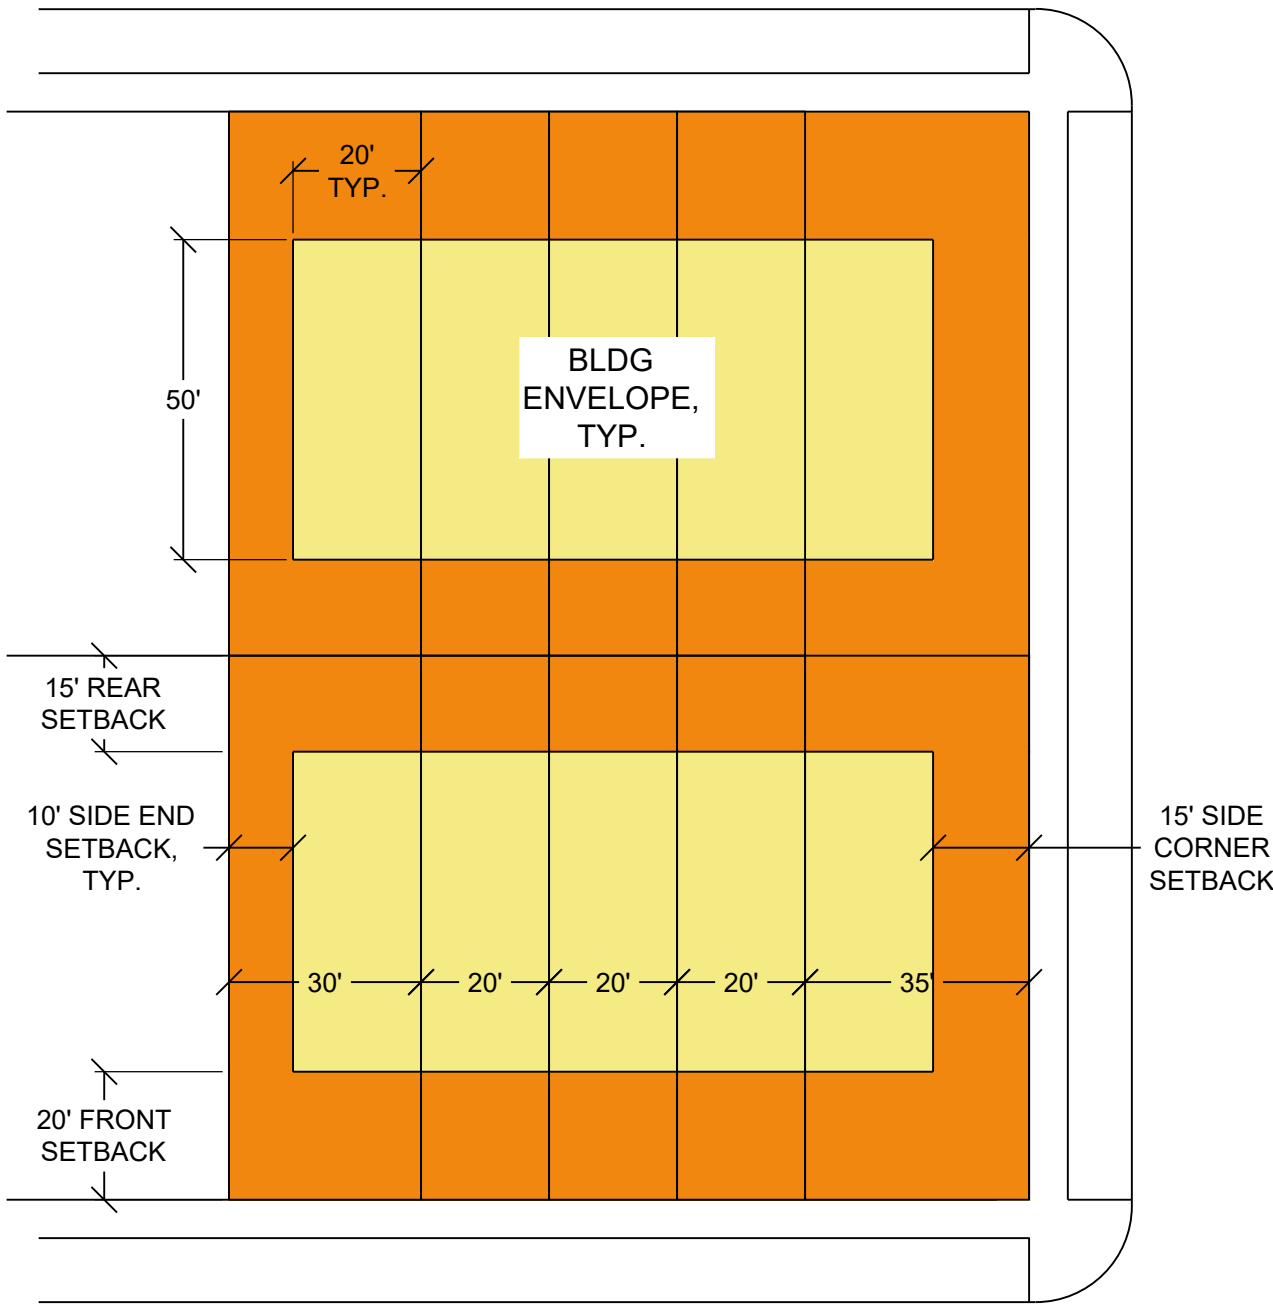 20'
TYP.
BLDG
ENVELOPE,
TYP.
50'
15' REAR
SETBACK
10' SIDE END
SETBACK,
TYP.
15' SIDE
CORNER
SETBACK
30'
20'
20'
20'
35'
20' FRONT
SETBACK